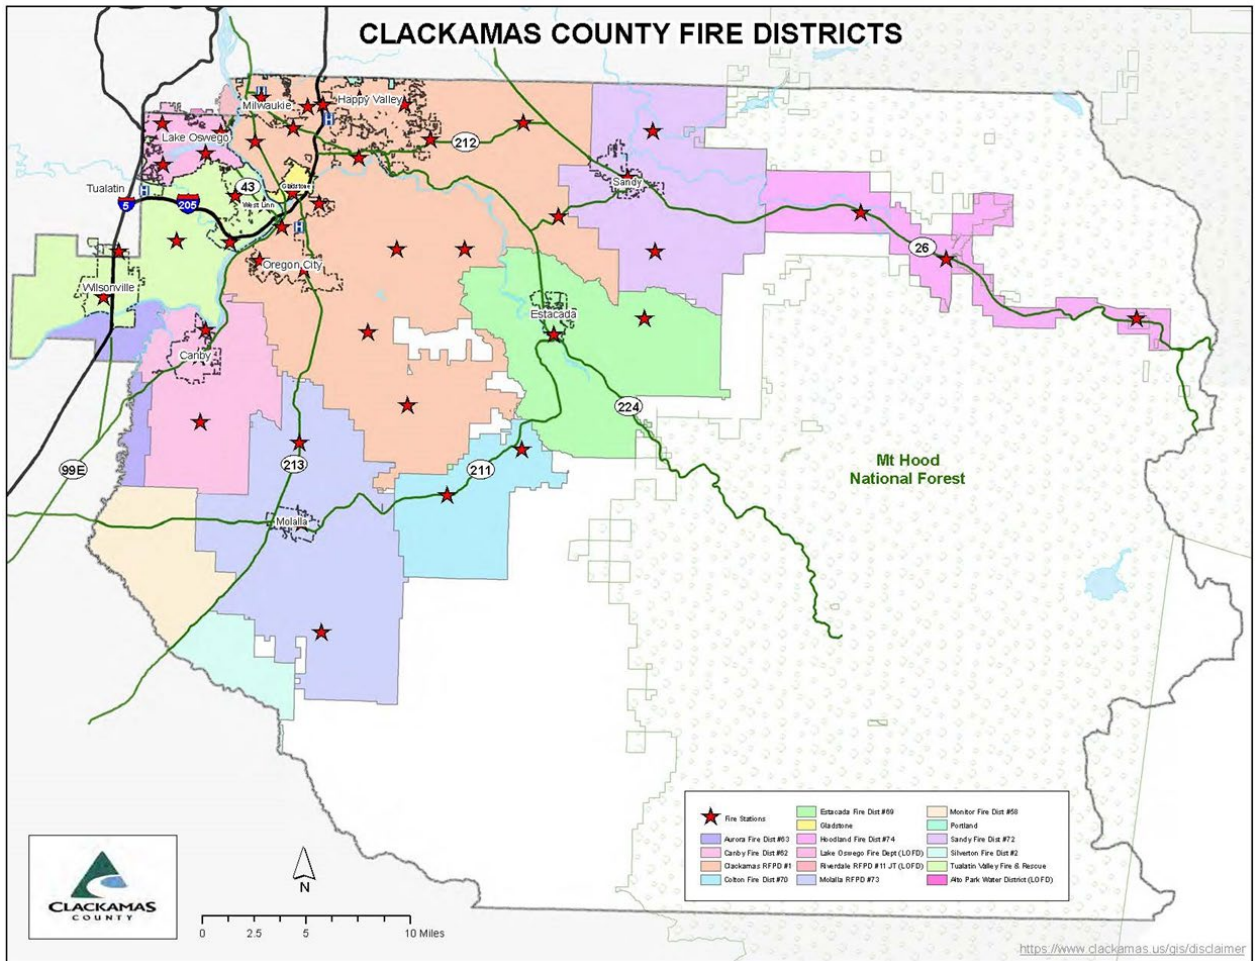 CLACKAMAS COUNTY FIRE DISTRICTS
Milwaukie
H
Happy Valley
H
Lake Oswego
212
Tualatin
H
43
Gladstone
Sandy
5
205
West Linn
H
26
Oregon City
Wilsonville
Estacada
Canby
224
99E
213
211
Mt Hood
National Forest
Molalla
Fire Stations
Aurora Fire Dist #63
Canby Fire Dist #62
Clackamas RFPD #1
Colton Fire Dist #70
Estacada Fire Dist #69
Gladstone
Hoodland Fire Dist #74
Lake Oswego Fire Dept (LOFD)
Riverdale RFPD #11 JT (LOFD)
Molalla RFPD #73
Monitor Fire Dist #58
Portland
Sandy Fire Dist #72
Silverton Fire Dist #2
Tualatin Valley Fire & Rescue
Alto Park Water District (LOFD)
CLACKAMAS
COUNTY
N
0 2.5 5 10 Miles
https://www.clackamas.us/gis/disclaimer